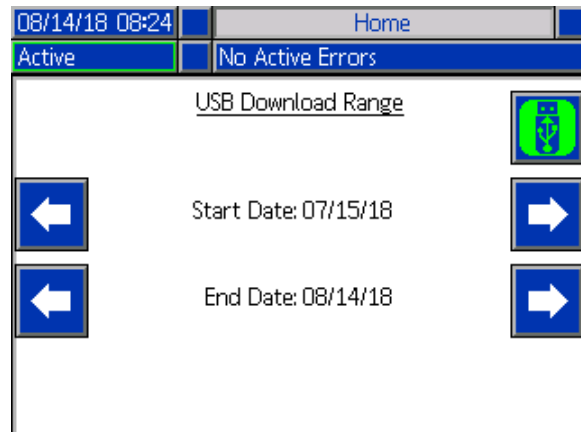 08/14/18 08:24 Home
Active No Active Errors
USB Download Range
Start Date: 07/15/18
End Date: 08/14/18